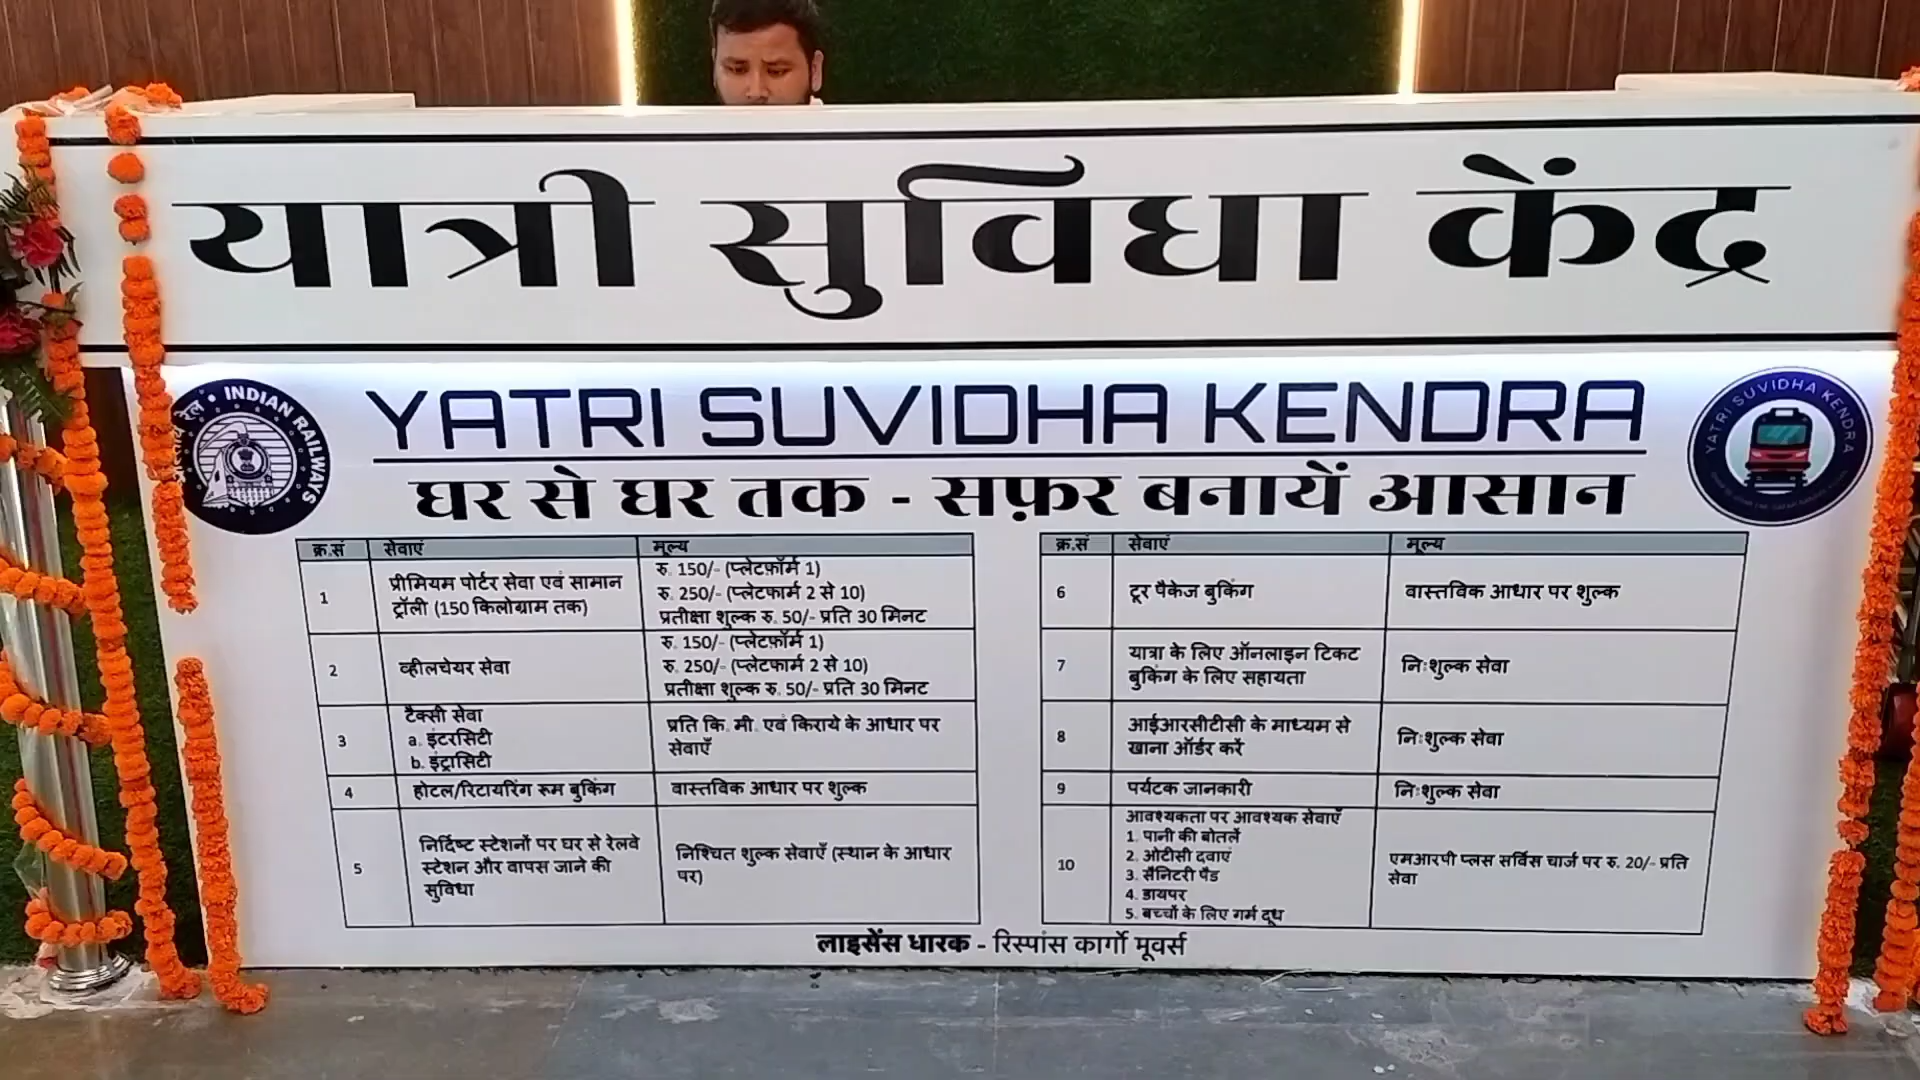 यात्री सुविधा केंद्र
भारतीय रेल • INDIAN RAILWAYS
YATRI SUVIDHA KENDRA
YATRI SUVIDHA KENDRA
घर से घर तक - सफ़र बनायें आसान
क्र.सं सेवाएं मूल्य
1 प्रीमियम पोर्टर सेवा एवं सामान ट्रॉली (150 किलोग्राम तक)
रु. 150/- (प्लेटफ़ॉर्म 1)
रु. 250/- (प्लेटफार्म 2 से 10)
प्रतीक्षा शुल्क रु. 50/- प्रति 30 मिनट
2 व्हीलचेयर सेवा
रु. 150/- (प्लेटफ़ॉर्म 1)
रु. 250/- (प्लेटफार्म 2 से 10)
प्रतीक्षा शुल्क रु. 50/- प्रति 30 मिनट
3 टैक्सी सेवा
a. इंटरसिटी
b. इंट्रासिटी
प्रति कि. मी. एवं किराये के आधार पर
सेवाएँ
4 होटल/रिटायरिंग रूम बुकिंग वास्तविक आधार पर शुल्क
5 निर्दिष्ट स्टेशनों पर घर से रेलवे
स्टेशन और वापस जाने की
सुविधा
निश्चित शुल्क सेवाएँ (स्थान के आधार
पर)
क्र.सं सेवाएं मूल्य
6 टूर पैकेज बुकिंग वास्तविक आधार पर शुल्क
7 यात्रा के लिए ऑनलाइन टिकट
बुकिंग के लिए सहायता
निःशुल्क सेवा
8 आईआरसीटीसी के माध्यम से
खाना ऑर्डर करें
निःशुल्क सेवा
9 पर्यटक जानकारी निःशुल्क सेवा
10 आवश्यकता पर आवश्यक सेवाएँ
1. पानी की बोतलें
2. ओटीसी दवाएं
3. सैनिटरी पैड
4. डायपर
5. बच्चों के लिए गर्म दूध
एमआरपी प्लस सर्विस चार्ज पर रु. 20/- प्रति
सेवा
लाइसेंस धारक - रिस्पांस कार्गो मूवर्स